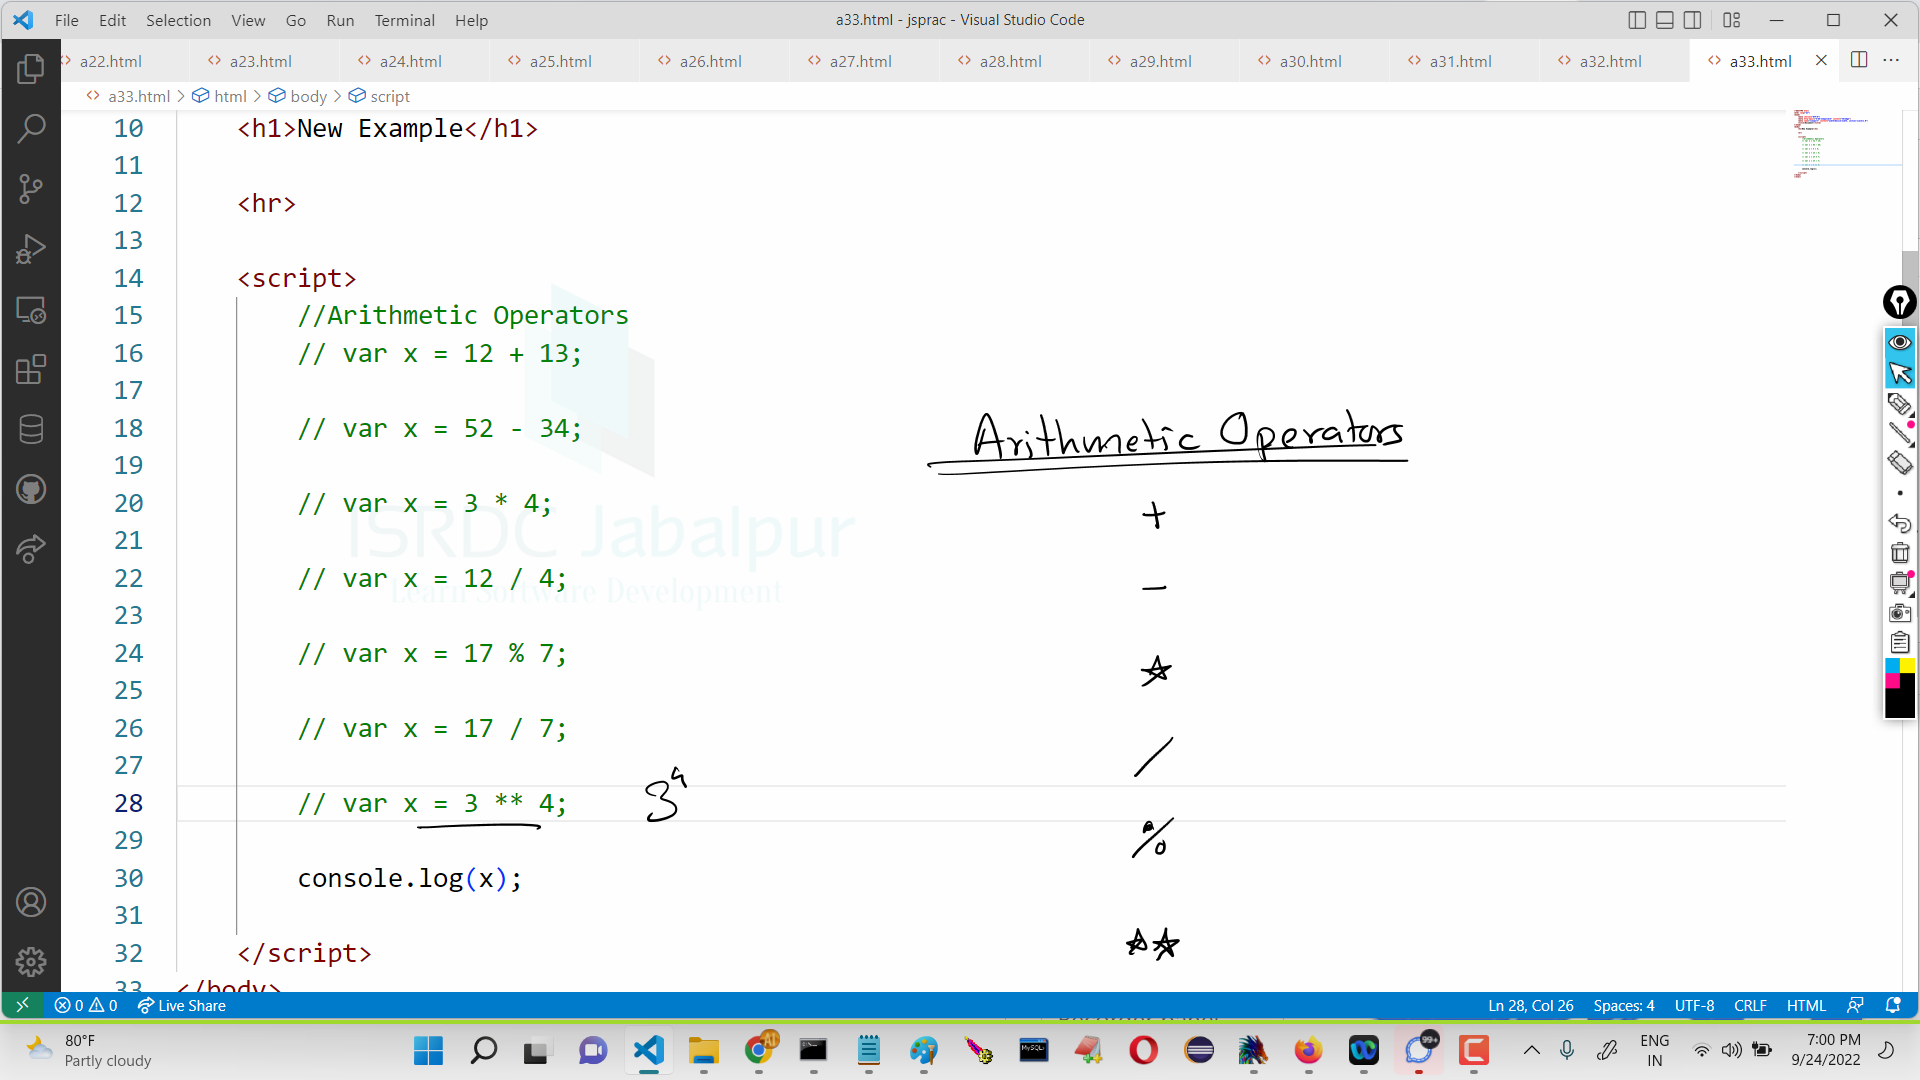 File Edit Selection View Go Run Terminal Help
a33.html - jsprac - Visual Studio Code
a22.html a23.html a24.html a25.html a26.html a27.html a28.html a29.html a30.html a31.html a32.html a33.html
a33.html > html > body > script
10 <h1>New Example</h1>
11
12 <hr>
13
14 <script>
15 //Arithmetic Operators
16 // var x = 12 + 13;
17
18 // var x = 52 - 34;
19
20 // var x = 3 * 4;
21
22 // var x = 12 / 4;
23
24 // var x = 17 % 7;
25
26 // var x = 17 / 7;
27
28 // var x = 3 ** 4;
29
30 console.log(x);
31
32 </script>
33 </body>
3⁴
Arithmetic Operators
+
-
*
/
%
**
ISRDC Jabalpur
Learn Software Development
0 0 Live Share
Ln 28, Col 26 Spaces: 4 UTF-8 CRLF HTML
80°F
Partly cloudy
MySQL
99+
ENG
IN
7:00 PM
9/24/2022